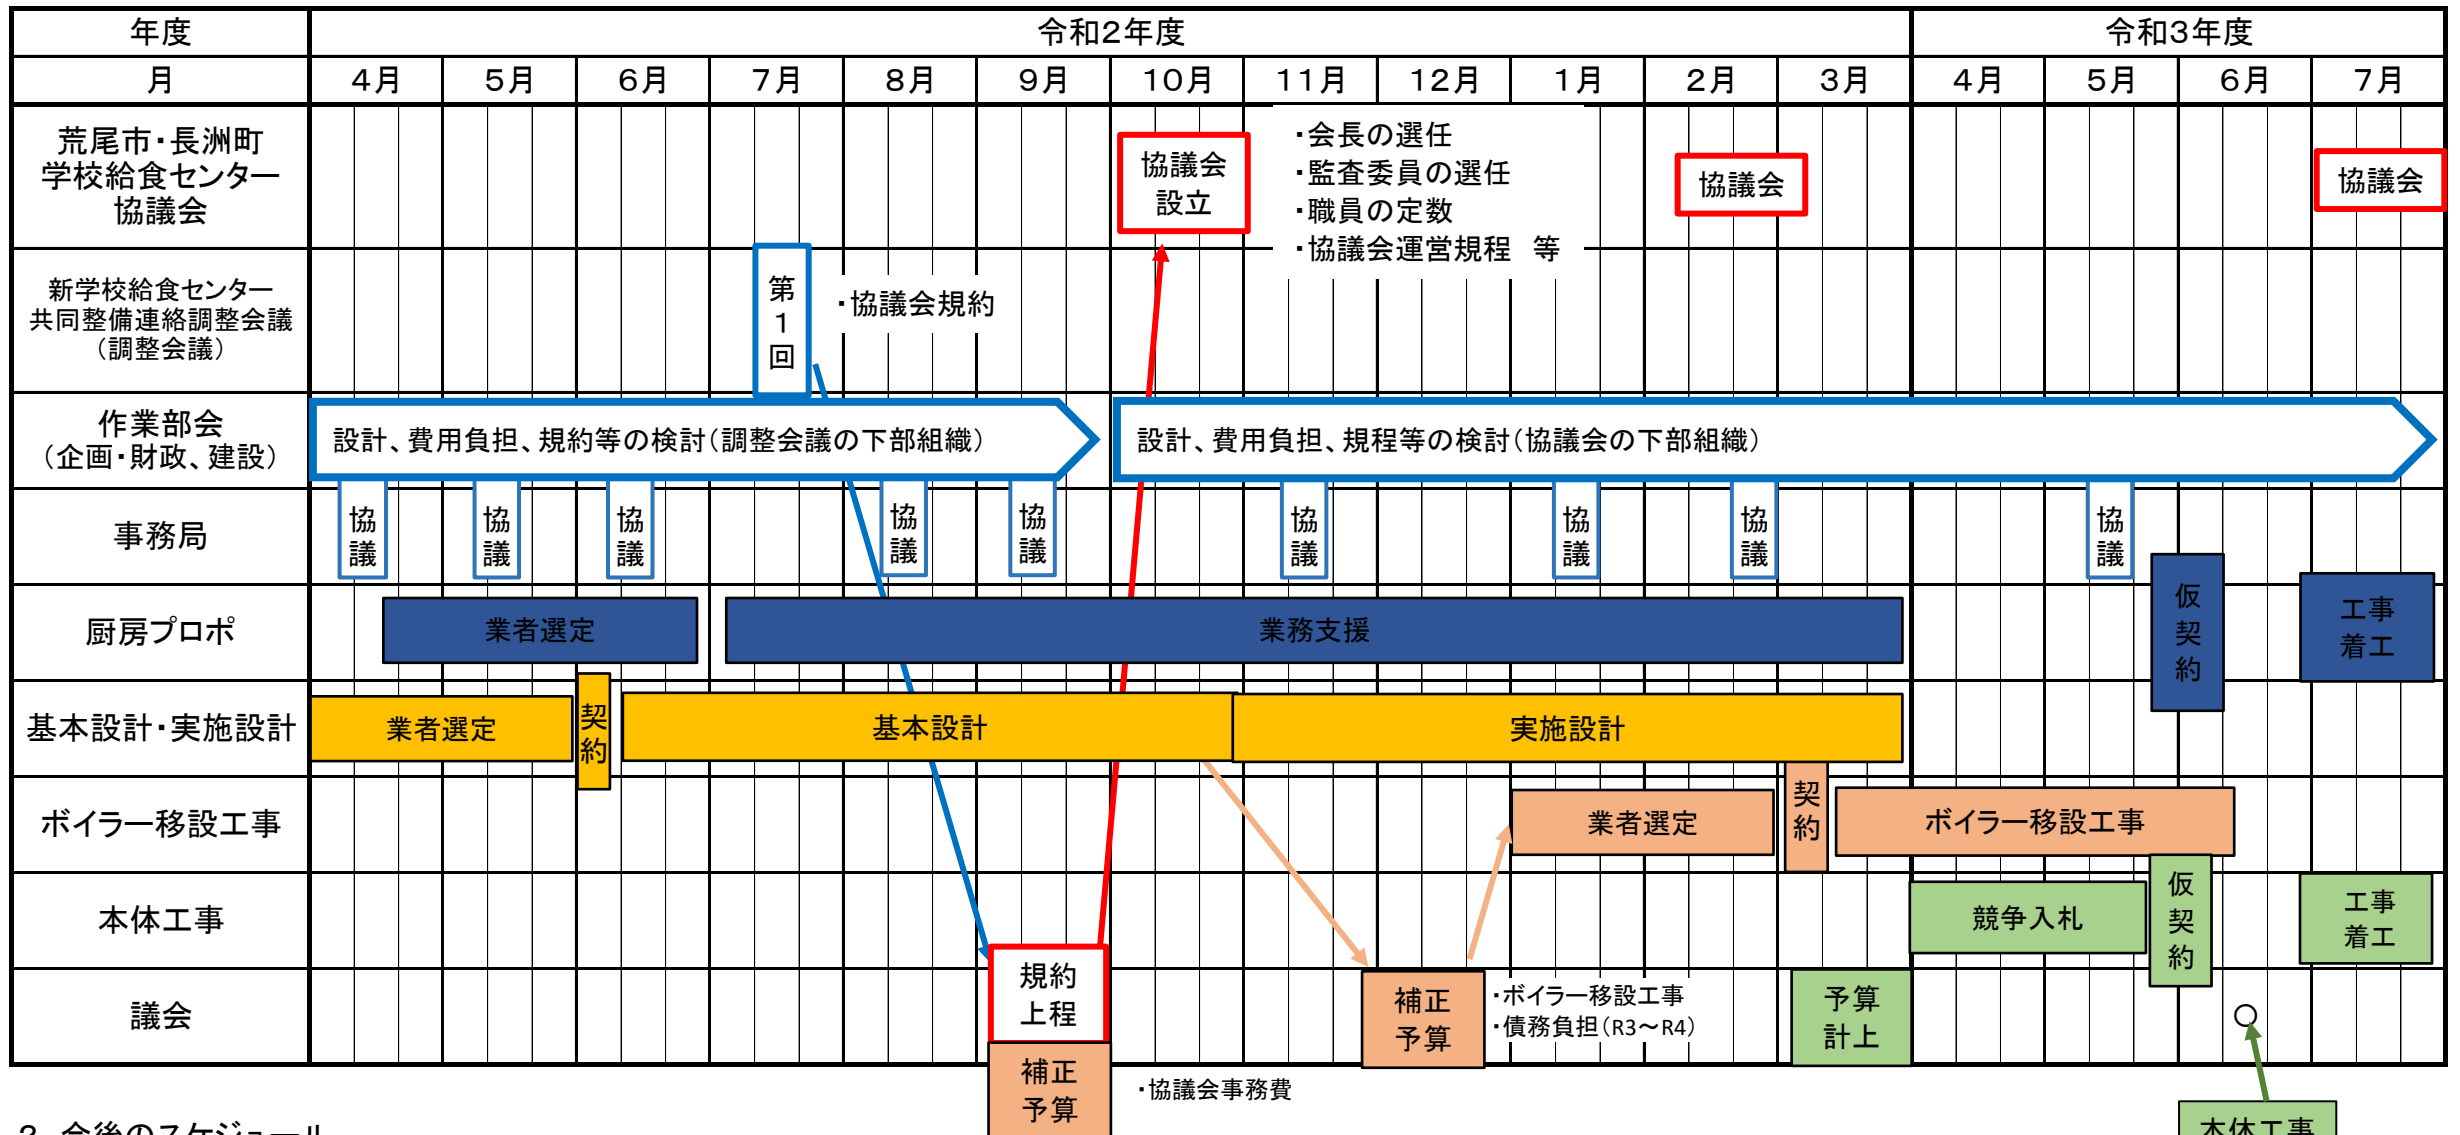 年度
令和2年度
令和3年度
月
4月
5月
6月
7月
8月
9月
10月
11月
12月
1月
2月
3月
4月
5月
6月
7月
荒尾市・長洲町
学校給食センター
協議会
協議会
設立
・会長の選任
・監査委員の選任
・職員の定数
・協議会運営規程　等
協議会
協議会
新学校給食センター
共同整備連絡調整会議
（調整会議）
第
1
回
・協議会規約
作業部会
（企画・財政、建設）
設計、費用負担、規約等の検討（調整会議の下部組織）
設計、費用負担、規程等の検討（協議会の下部組織）
事務局
協
議
協
議
協
議
協
議
協
議
協
議
協
議
協
議
協
議
厨房プロポ
業者選定
業務支援
仮
契
約
工事
着工
基本設計・実施設計
業者選定
契
約
基本設計
実施設計
ボイラー移設工事
業者選定
契
約
ボイラー移設工事
本体工事
競争入札
仮
契
約
工事
着工
議会
規約
上程
補正
予算
・協議会事務費
補正
予算
・ボイラー移設工事
・債務負担（R3～R4）
予算
計上
○
本体工事